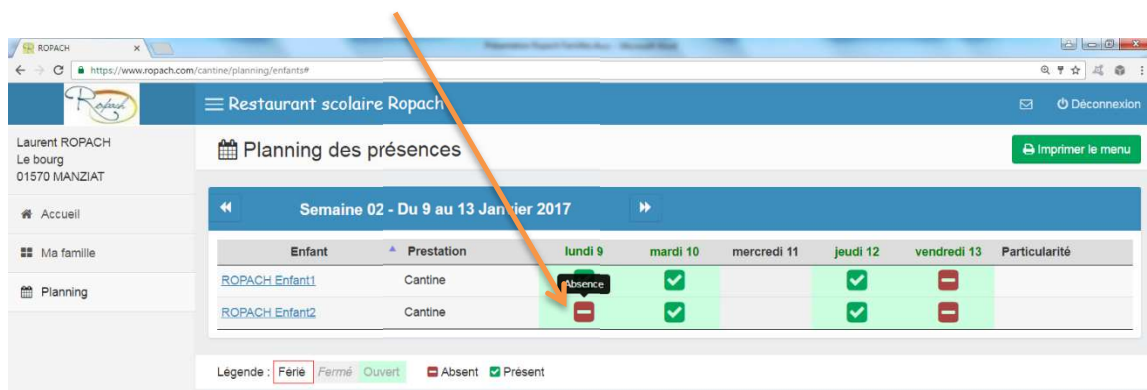 ROPACH
https://www.ropach.com/cantine/planning/enfants#
Ropach
Restaurant scolaire Ropach
Déconnexion
Laurent ROPACH
Le bourg
01570 MANZIAT
Planning des présences
Imprimer le menu
Accueil
Ma famille
Planning
Semaine 02 - Du 9 au 13 Janvier 2017
Enfant Prestation lundi 9 mardi 10 mercredi 11 jeudi 12 vendredi 13 Particularité
ROPACH Enfant1 Cantine
Absence
ROPACH Enfant2 Cantine
Légende : Férié Fermé Ouvert Absent Présent